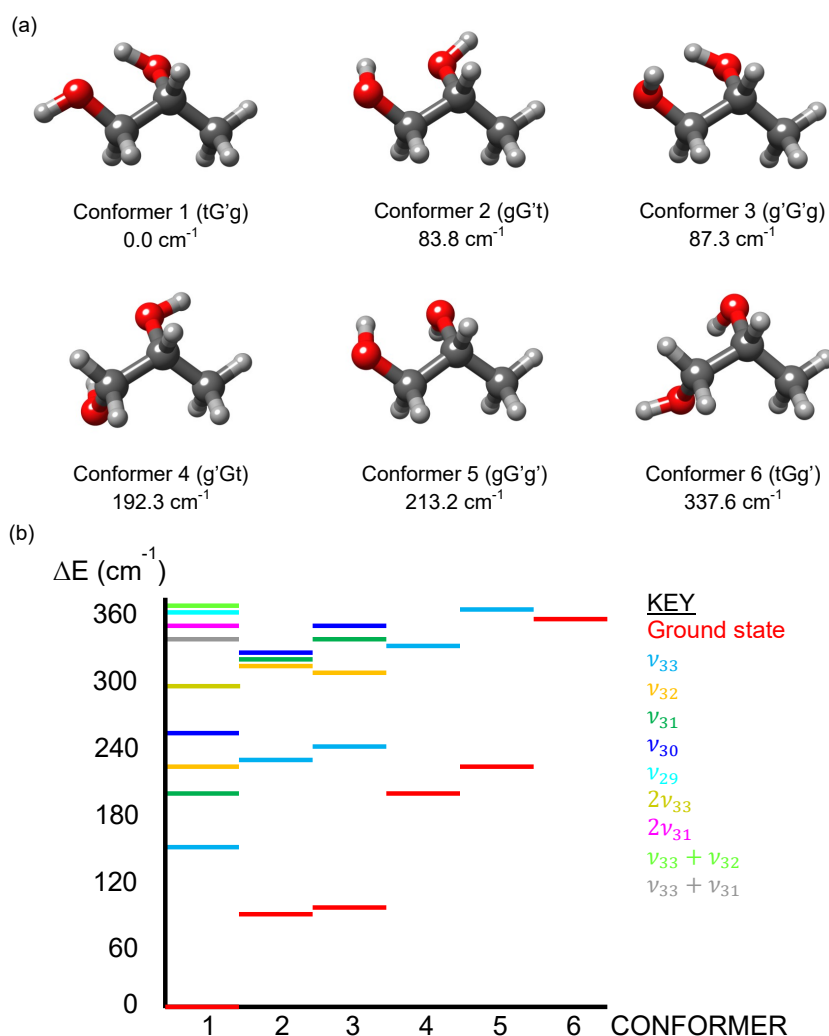 (a)
Conformer 1 (tG’g)
0.0 cm⁻¹
Conformer 2 (gG’t)
83.8 cm⁻¹
Conformer 3 (g’G’g)
87.3 cm⁻¹
Conformer 4 (g’Gt)
192.3 cm⁻¹
Conformer 5 (gG’g’)
213.2 cm⁻¹
Conformer 6 (tGg’)
337.6 cm⁻¹
(b)
ΔE (cm⁻¹)
360
300
240
180
120
60
0
1 2 3 4 5 6 CONFORMER
KEY
Ground state
ν₃₃
ν₃₂
ν₃₁
ν₃₀
ν₂₉
2ν₃₃
2ν₃₁
ν₃₃ + ν₃₂
ν₃₃ + ν₃₁